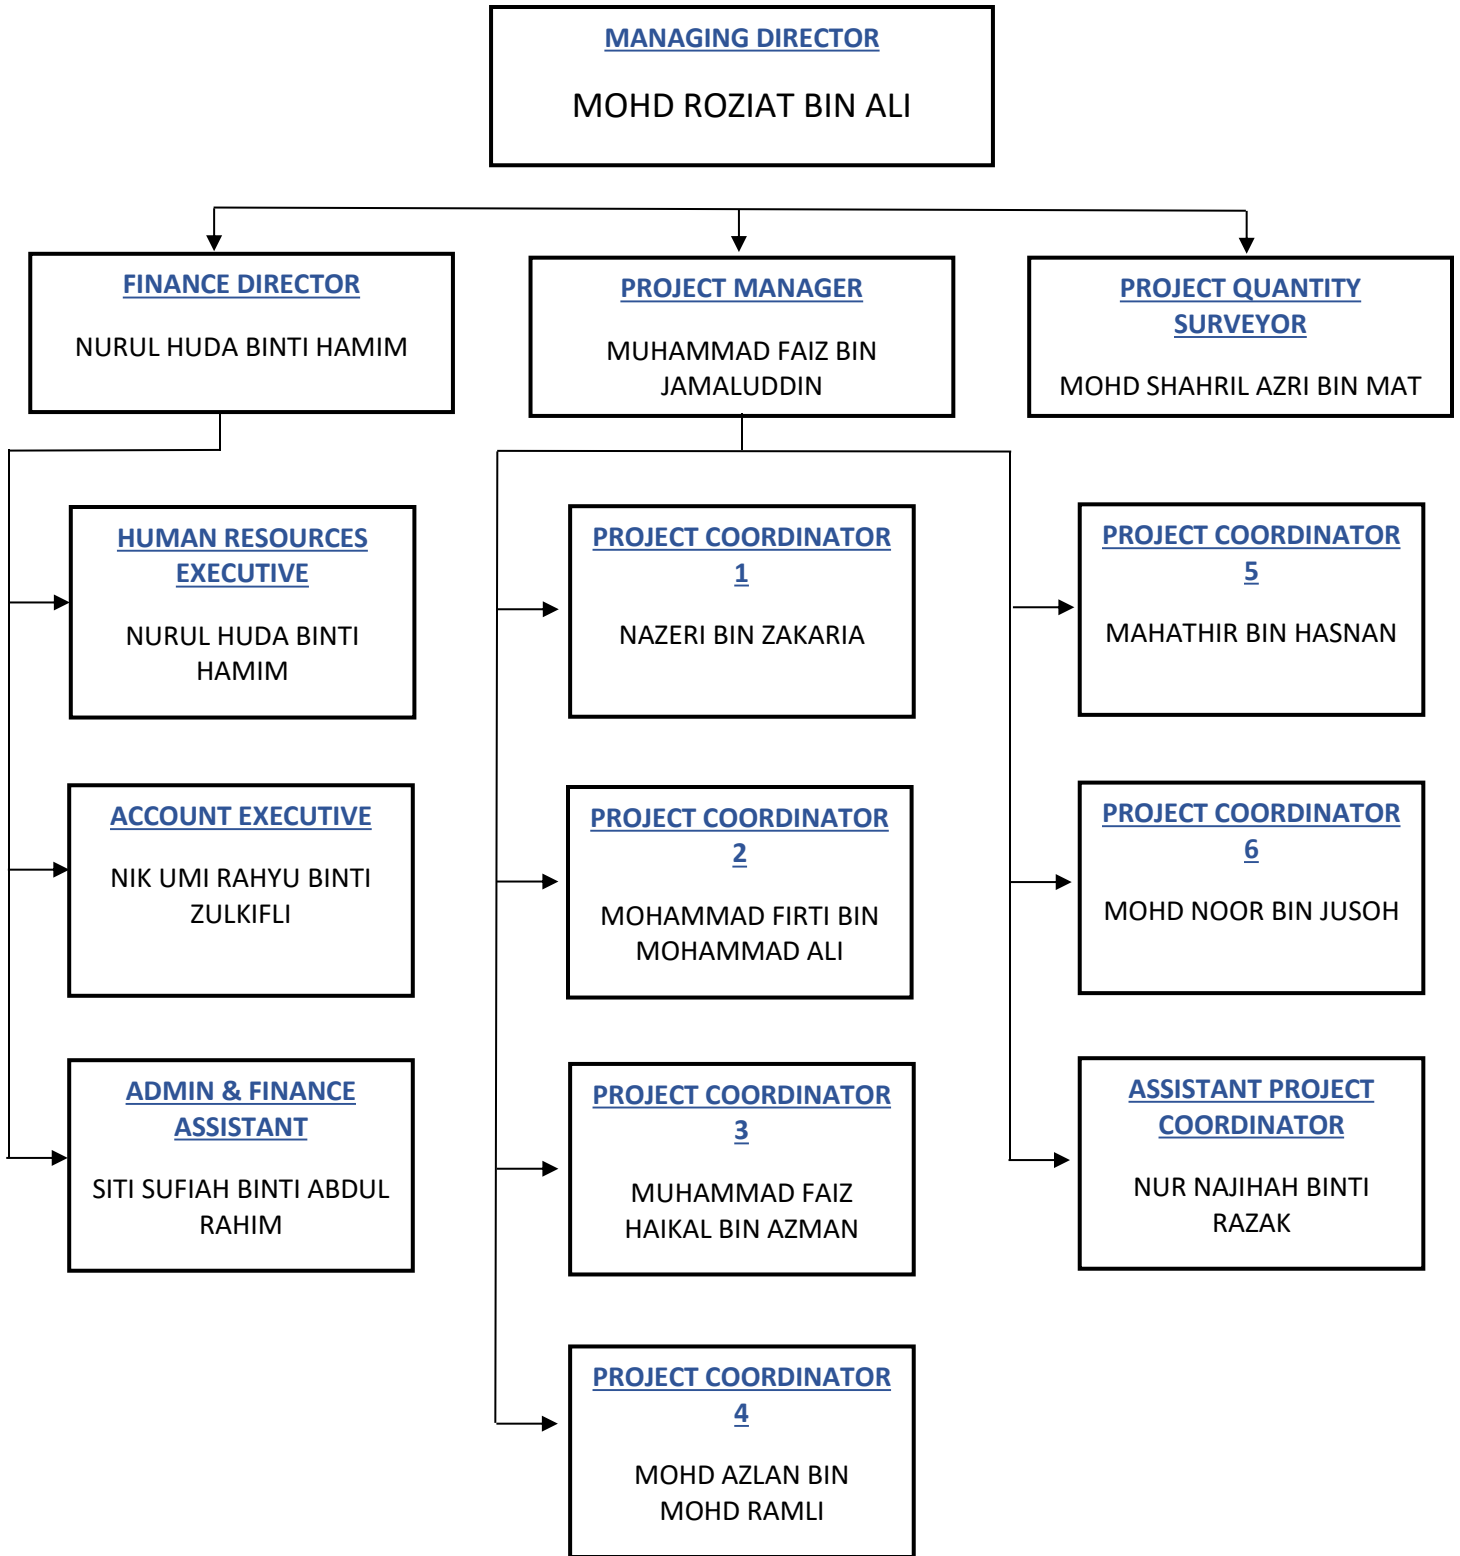 MANAGING DIRECTOR
MOHD ROZIAT BIN ALI
FINANCE DIRECTOR
NURUL HUDA BINTI HAMIM
PROJECT MANAGER
MUHAMMAD FAIZ BIN
JAMALUDDIN
PROJECT QUANTITY
SURVEYOR
MOHD SHAHRIL AZRI BIN MAT
HUMAN RESOURCES
EXECUTIVE
NURUL HUDA BINTI
HAMIM
PROJECT COORDINATOR
1
NAZERI BIN ZAKARIA
PROJECT COORDINATOR
5
MAHATHIR BIN HASNAN
ACCOUNT EXECUTIVE
NIK UMI RAHYU BINTI
ZULKIFLI
PROJECT COORDINATOR
2
MOHAMMAD FIRTI BIN
MOHAMMAD ALI
PROJECT COORDINATOR
6
MOHD NOOR BIN JUSOH
ADMIN & FINANCE
ASSISTANT
SITI SUFIAH BINTI ABDUL
RAHIM
PROJECT COORDINATOR
3
MUHAMMAD FAIZ
HAIKAL BIN AZMAN
ASSISTANT PROJECT
COORDINATOR
NUR NAJIHAH BINTI
RAZAK
PROJECT COORDINATOR
4
MOHD AZLAN BIN
MOHD RAMLI